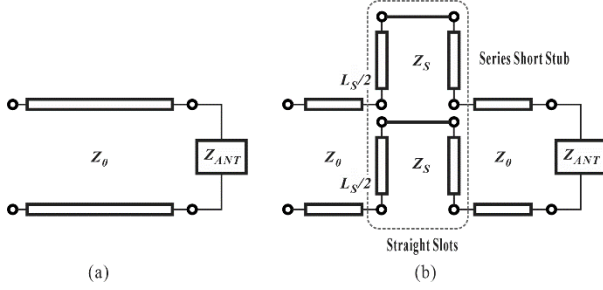 Z_S
L_S/2
Series Short Stub
Z_0
Z_ANT
Z_0
L_S/2
Z_S
Z_0
Z_ANT
Straight Slots
(a)
(b)